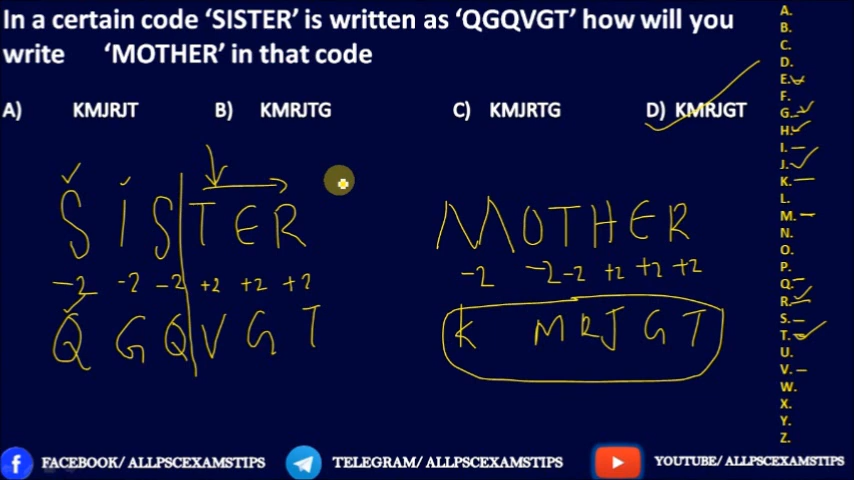 In a certain code ‘SISTER’ is written as ‘QGQVGT’ how will you
write ‘MOTHER’ in that code
A) KMJRJT B) KMRJTG C) KMJRTG D) KMRJGT
SISTER MOTHER
-2 -2 -2 +2 +2 +2 -2 -2 -2 +2 +2 +2
QGQVGT K MRJGT
A.
B.
C.
D.
E.
F.
G.
H.
I.
J.
K.
L.
M.
N.
O.
P.
Q.
R.
S.
T.
U.
V.
W.
X.
Y.
Z.
FACEBOOK/ ALLPSCEXAMSTIPS TELEGRAM/ ALLPSCEXAMSTIPS YOUTUBE/ ALLPSCEXAMSTIPS